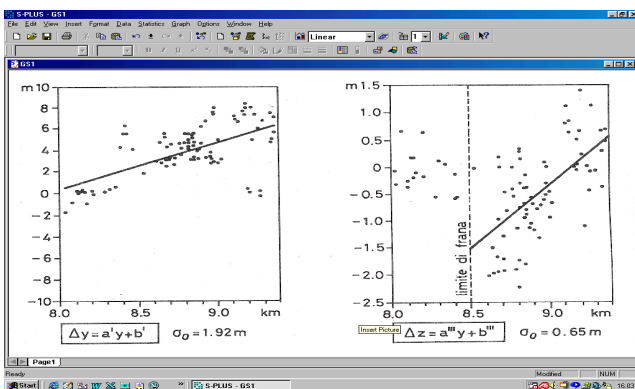 S-PLUS - GS1
File Edit View Insert Format Data Statistics Graph Options Window Help
Linear 1
GS1
m 10
8
6
4
2
0
-2
-4
-6
-8
-10
8.0 8.5 9.0 km
Δy=a'y+b' σ₀=1.92m
m 1.5
1.0
0.5
0
-0.5
-1.0
-1.5
-2.0
-2.5
limite di frana
8.0 8.5 9.0 km
Insert Picture
Δz=a'''y+b''' σ₀=0.65m
Page1
Ready Modified NUM
Start S-PLUS - GS1 16.03